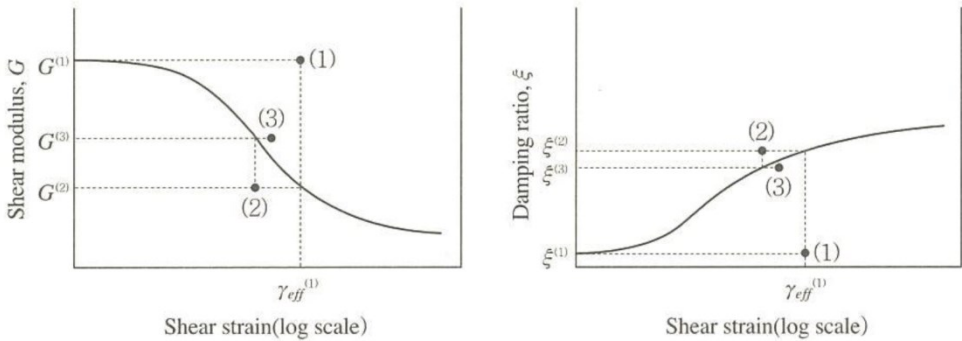 Shear modulus, G
G(1)
G(3)
G(2)
(1)
(3)
(2)
γeff(1)
Shear strain(log scale)
Damping ratio, ξ
ξ(2)
ξ(3)
ξ(1)
(2)
(3)
(1)
γeff(1)
Shear strain(log scale)